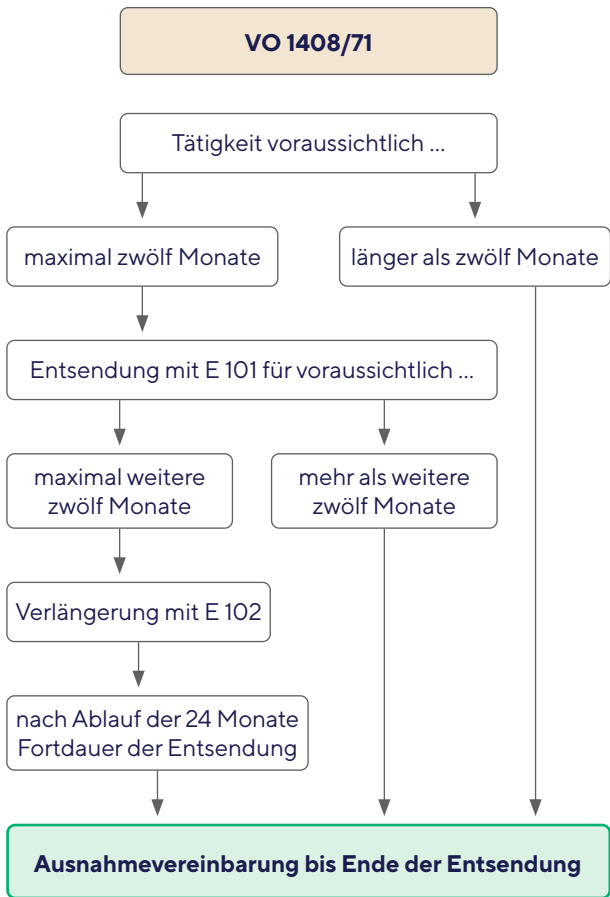 VO 1408/71
Tätigkeit voraussichtlich ...
maximal zwölf Monate
länger als zwölf Monate
Entsendung mit E 101 für voraussichtlich ...
maximal weitere
zwölf Monate
mehr als weitere
zwölf Monate
Verlängerung mit E 102
nach Ablauf der 24 Monate
Fortdauer der Entsendung
Ausnahmevereinbarung bis Ende der Entsendung